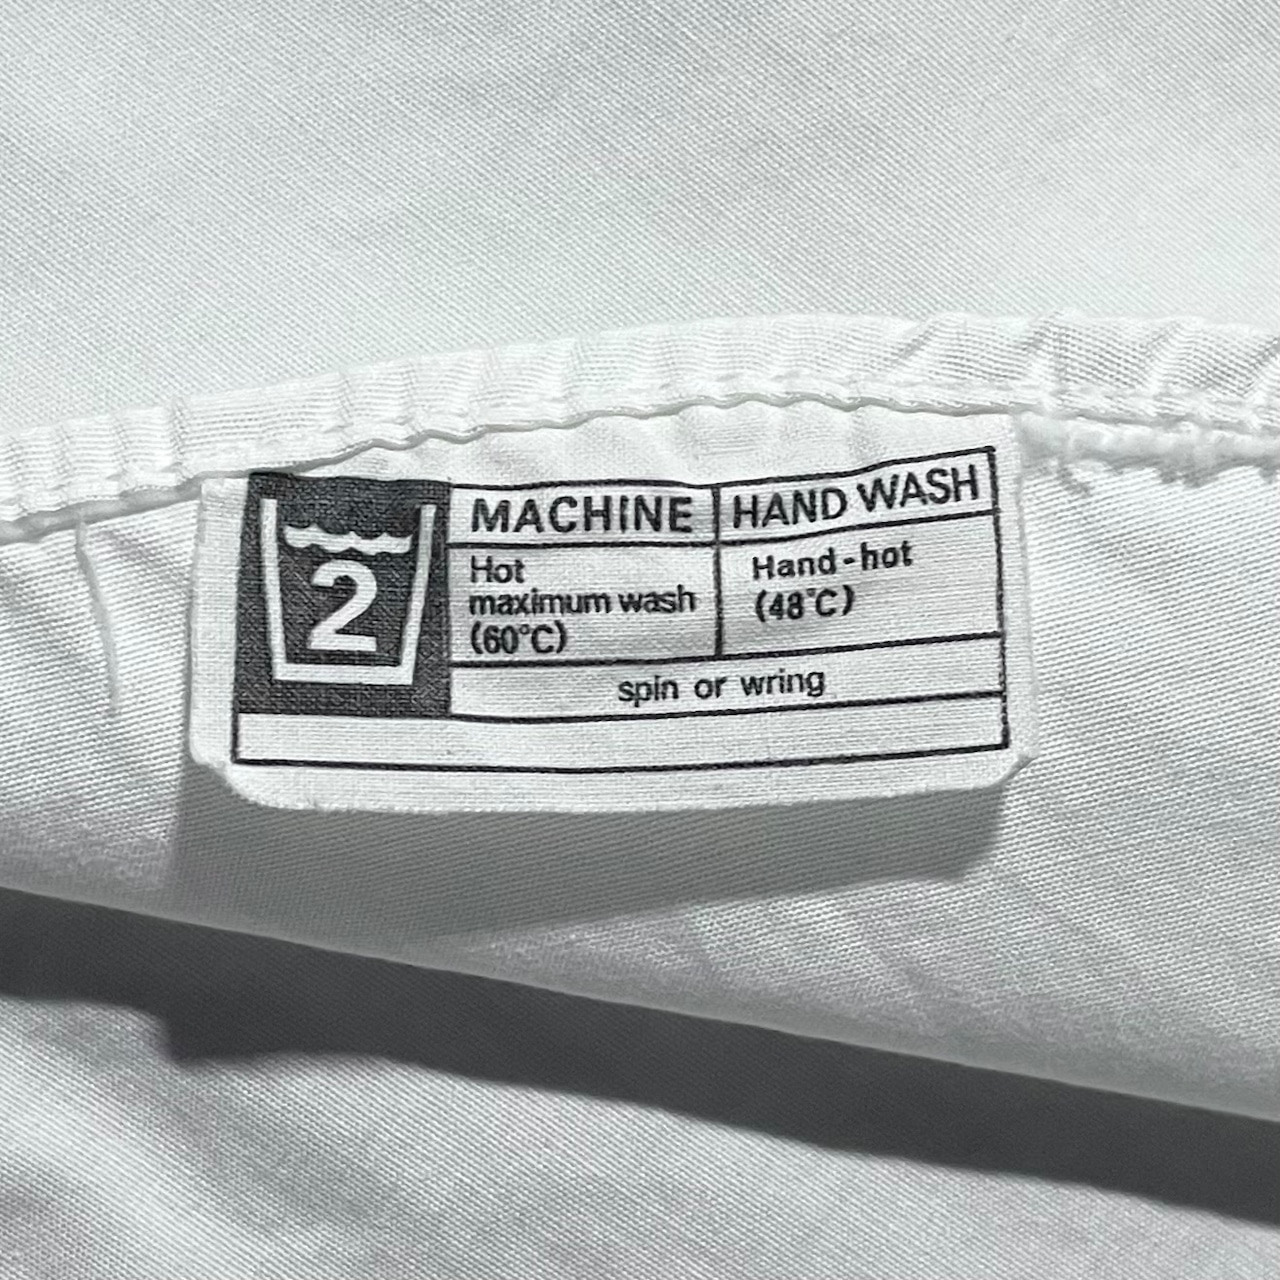 2
MACHINE
HAND WASH
Hot
maximum wash
(60°C)
Hand-hot
(48°C)
spin or wring